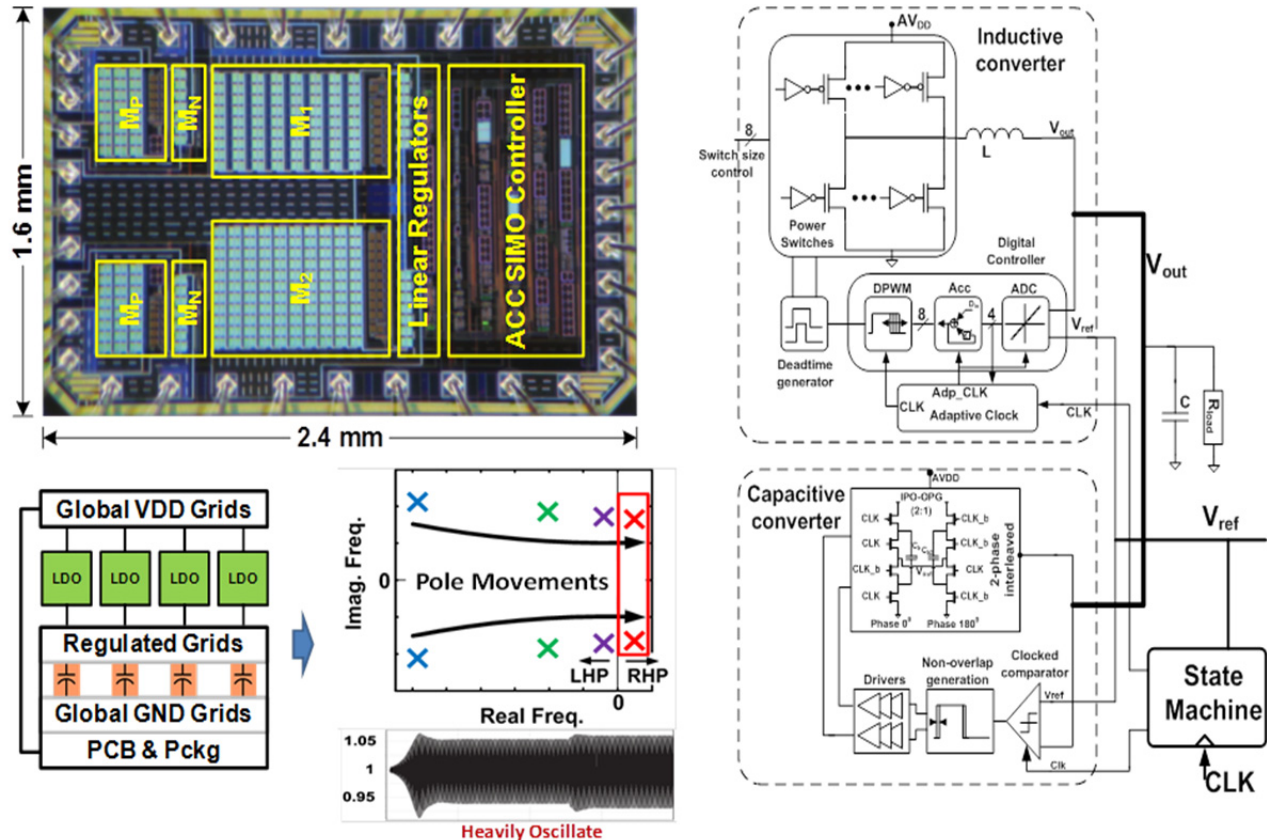 1.6 mm
2.4 mm
MP
MN
M1
MP
MN
M2
Linear Regulators
ACC SIMO Controller
Global VDD Grids
LDO
LDO
LDO
LDO
Regulated Grids
Global GND Grids
PCB & Pckg
Imag. Freq.
0
Pole Movements
LHP
RHP
0
Real Freq.
1.05
1
0.95
Heavily Oscillate
AVDD
Inductive
converter
8
Switch size
control
L
Vout
Power
Switches
Digital
Controller
DPWM
Acc
ADC
8
4
Vref
Deadtime
generator
Adp_CLK
CLK
Adaptive Clock
CLK
Vout
C
Rload
Capacitive
converter
AVDD
IPO-OPG
(2:1)
CLK
CLK_b
CLK
CLK_b
CLK_b
CLK
CLK
CLK_b
Phase 0⁰
Phase 180⁰
2-phase
interleaved
Vref
Drivers
Non-overlap
generation
Clocked
comparator
Vref
Clk
State
Machine
CLK